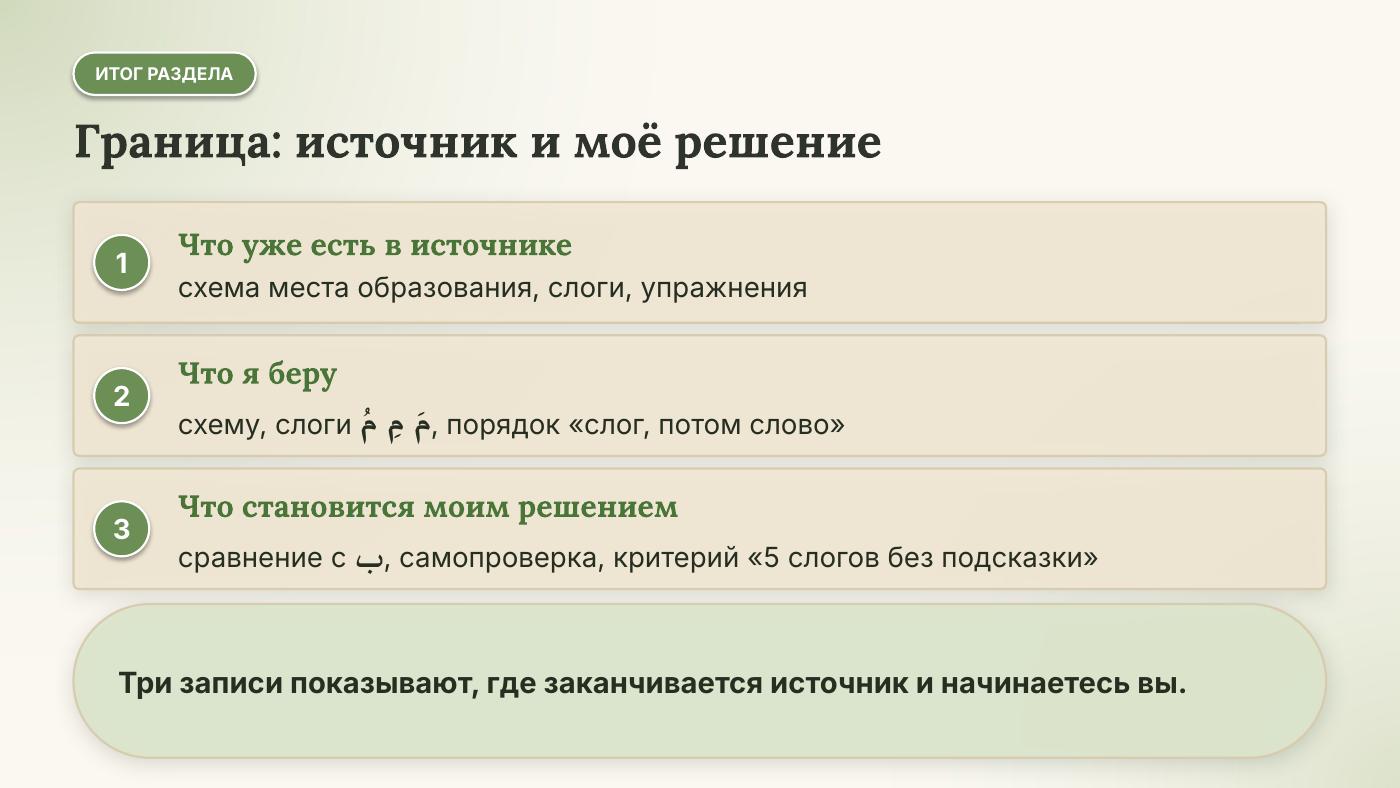 ИТОГ РАЗДЕЛА
Граница: источник и моё решение
1
Что уже есть в источнике
схема места образования, слоги, упражнения
2
Что я беру
схему, слоги مَ مِ مُ, порядок «слог, потом слово»
3
Что становится моим решением
сравнение с ب, самопроверка, критерий «5 слогов без подсказки»
Три записи показывают, где заканчивается источник и начинаетесь вы.